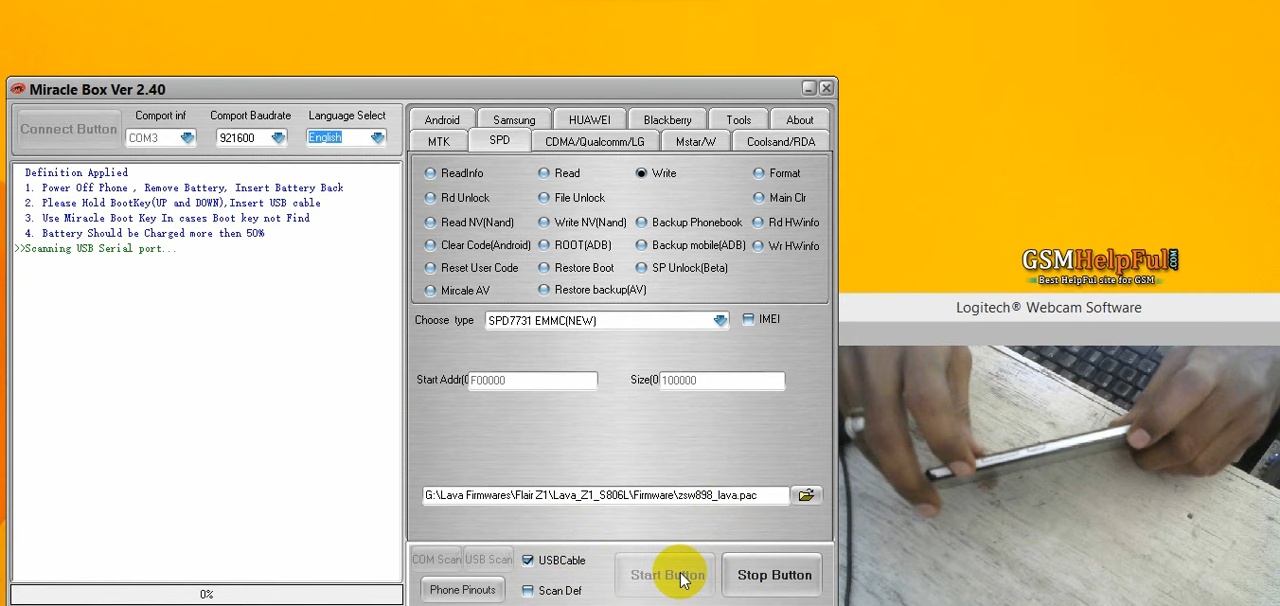 Miracle Box Ver 2.40
Connect Button
Comport inf
Comport Baudrate
Language Select
COM3
921600
English
Definition Applied
1. Power Off Phone , Remove Battery, Insert Battery Back
2. Please Hold BootKey(UP and DOWN),Insert USB cable
3. Use Miracle Boot Key In cases Boot key not Find
4. Battery Should be Charged more then 50%
>>Scanning USB Serial port...
0%
Android
Samsung
HUAWEI
Blackberry
Tools
About
MTK
SPD
CDMA/Qualcomm/LG
Mstar/W
Coolsand/RDA
ReadInfo
Read
Write
Format
Rd Unlock
File Unlock
Main Clr
Read NV(Nand)
Write NV(Nand)
Backup Phonebook
Rd HWinfo
Clear Code(Android)
ROOT(ADB)
Backup mobile(ADB)
Wr HWinfo
Reset User Code
Restore Boot
SP Unlock(Beta)
Mircale AV
Restore backup(AV)
Choose type
SPD7731 EMMC(NEW)
IMEI
Start Addr(0
F00000
Size(0
100000
G:\Lava Firmwares\Flair Z1\Lava_Z1_S806L\Firmware\zsw898_lava.pac
COM Scan
USB Scan
USBCable
Start Button
Stop Button
Phone Pinouts
Scan Def
GSMHelpFul.COM
Best HelpFul site for GSM
Logitech® Webcam Software